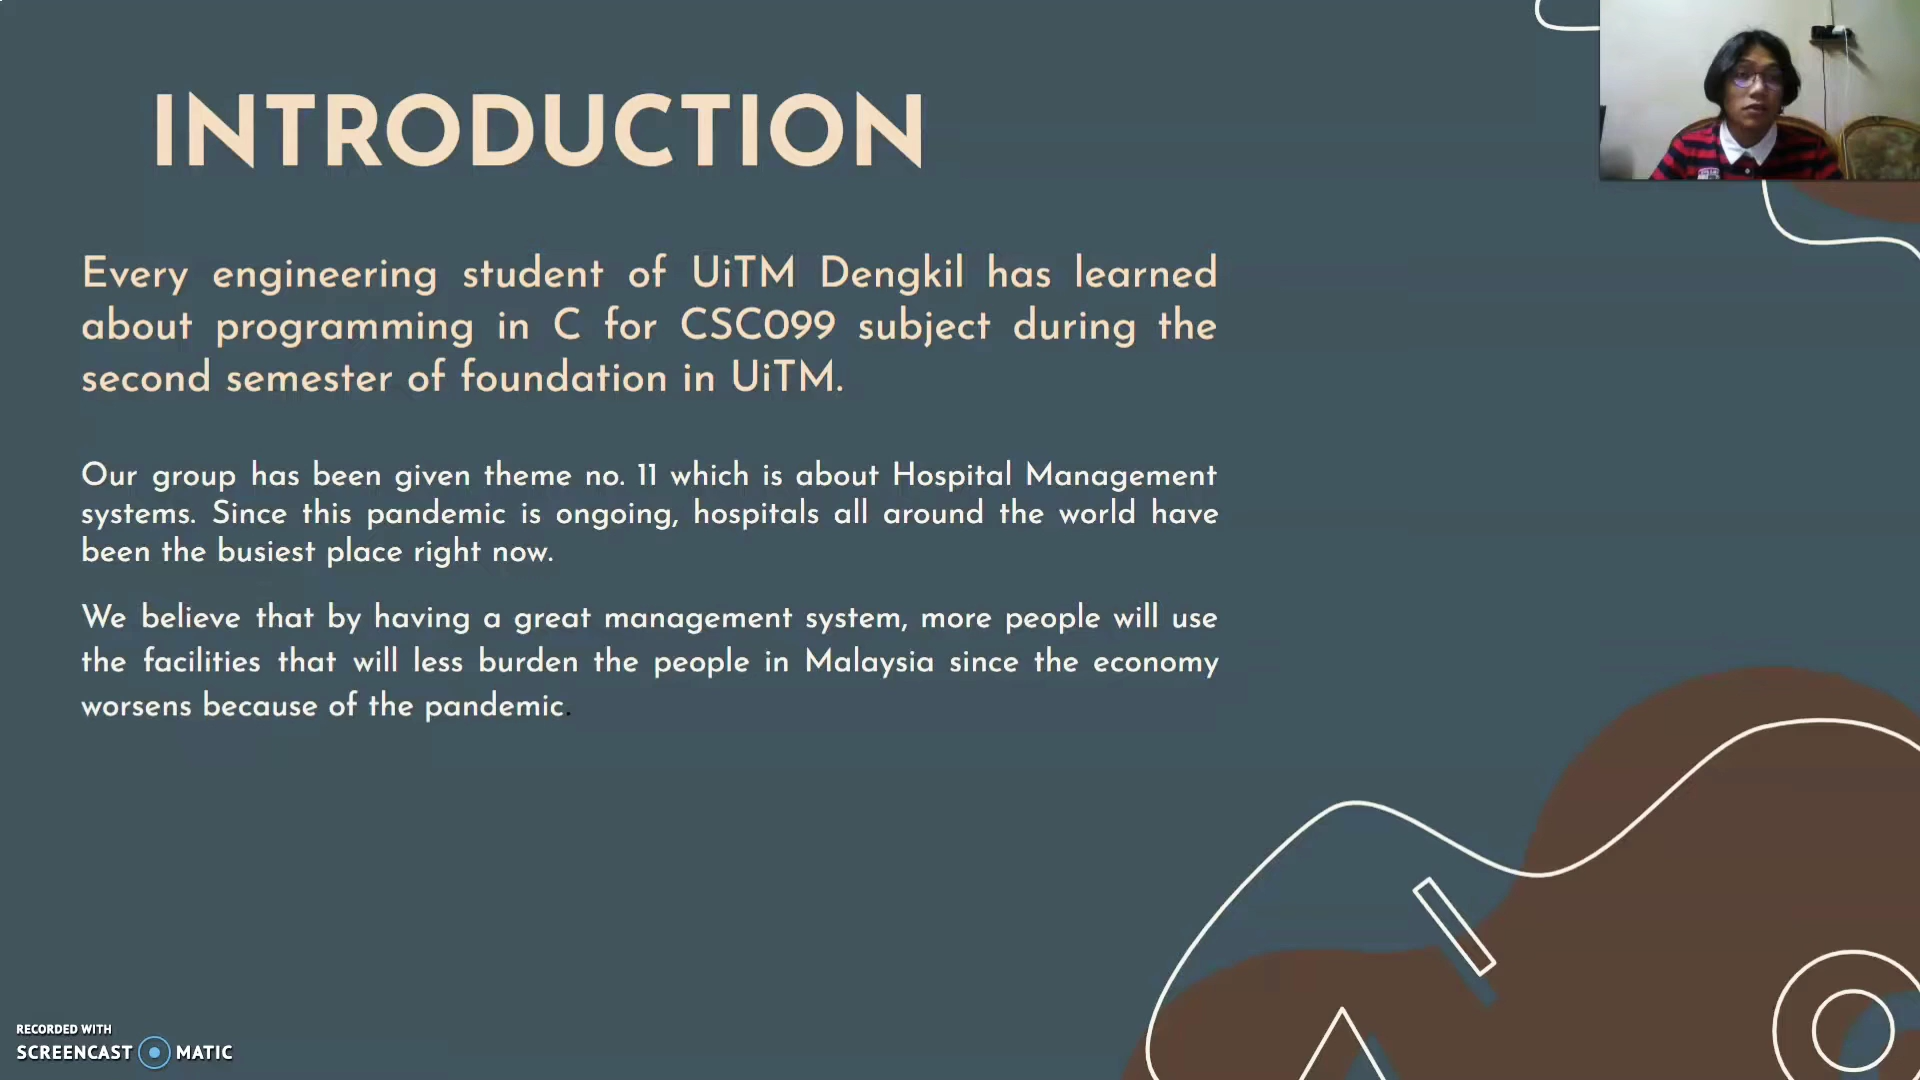 INTRODUCTION
Every engineering student of UiTM Dengkil has learned
about programming in C for CSC099 subject during the
second semester of foundation in UiTM.
Our group has been given theme no. 11 which is about Hospital Management
systems. Since this pandemic is ongoing, hospitals all around the world have
been the busiest place right now.
We believe that by having a great management system, more people will use
the facilities that will less burden the people in Malaysia since the economy
worsens because of the pandemic.
RECORDED WITH
SCREENCAST MATIC